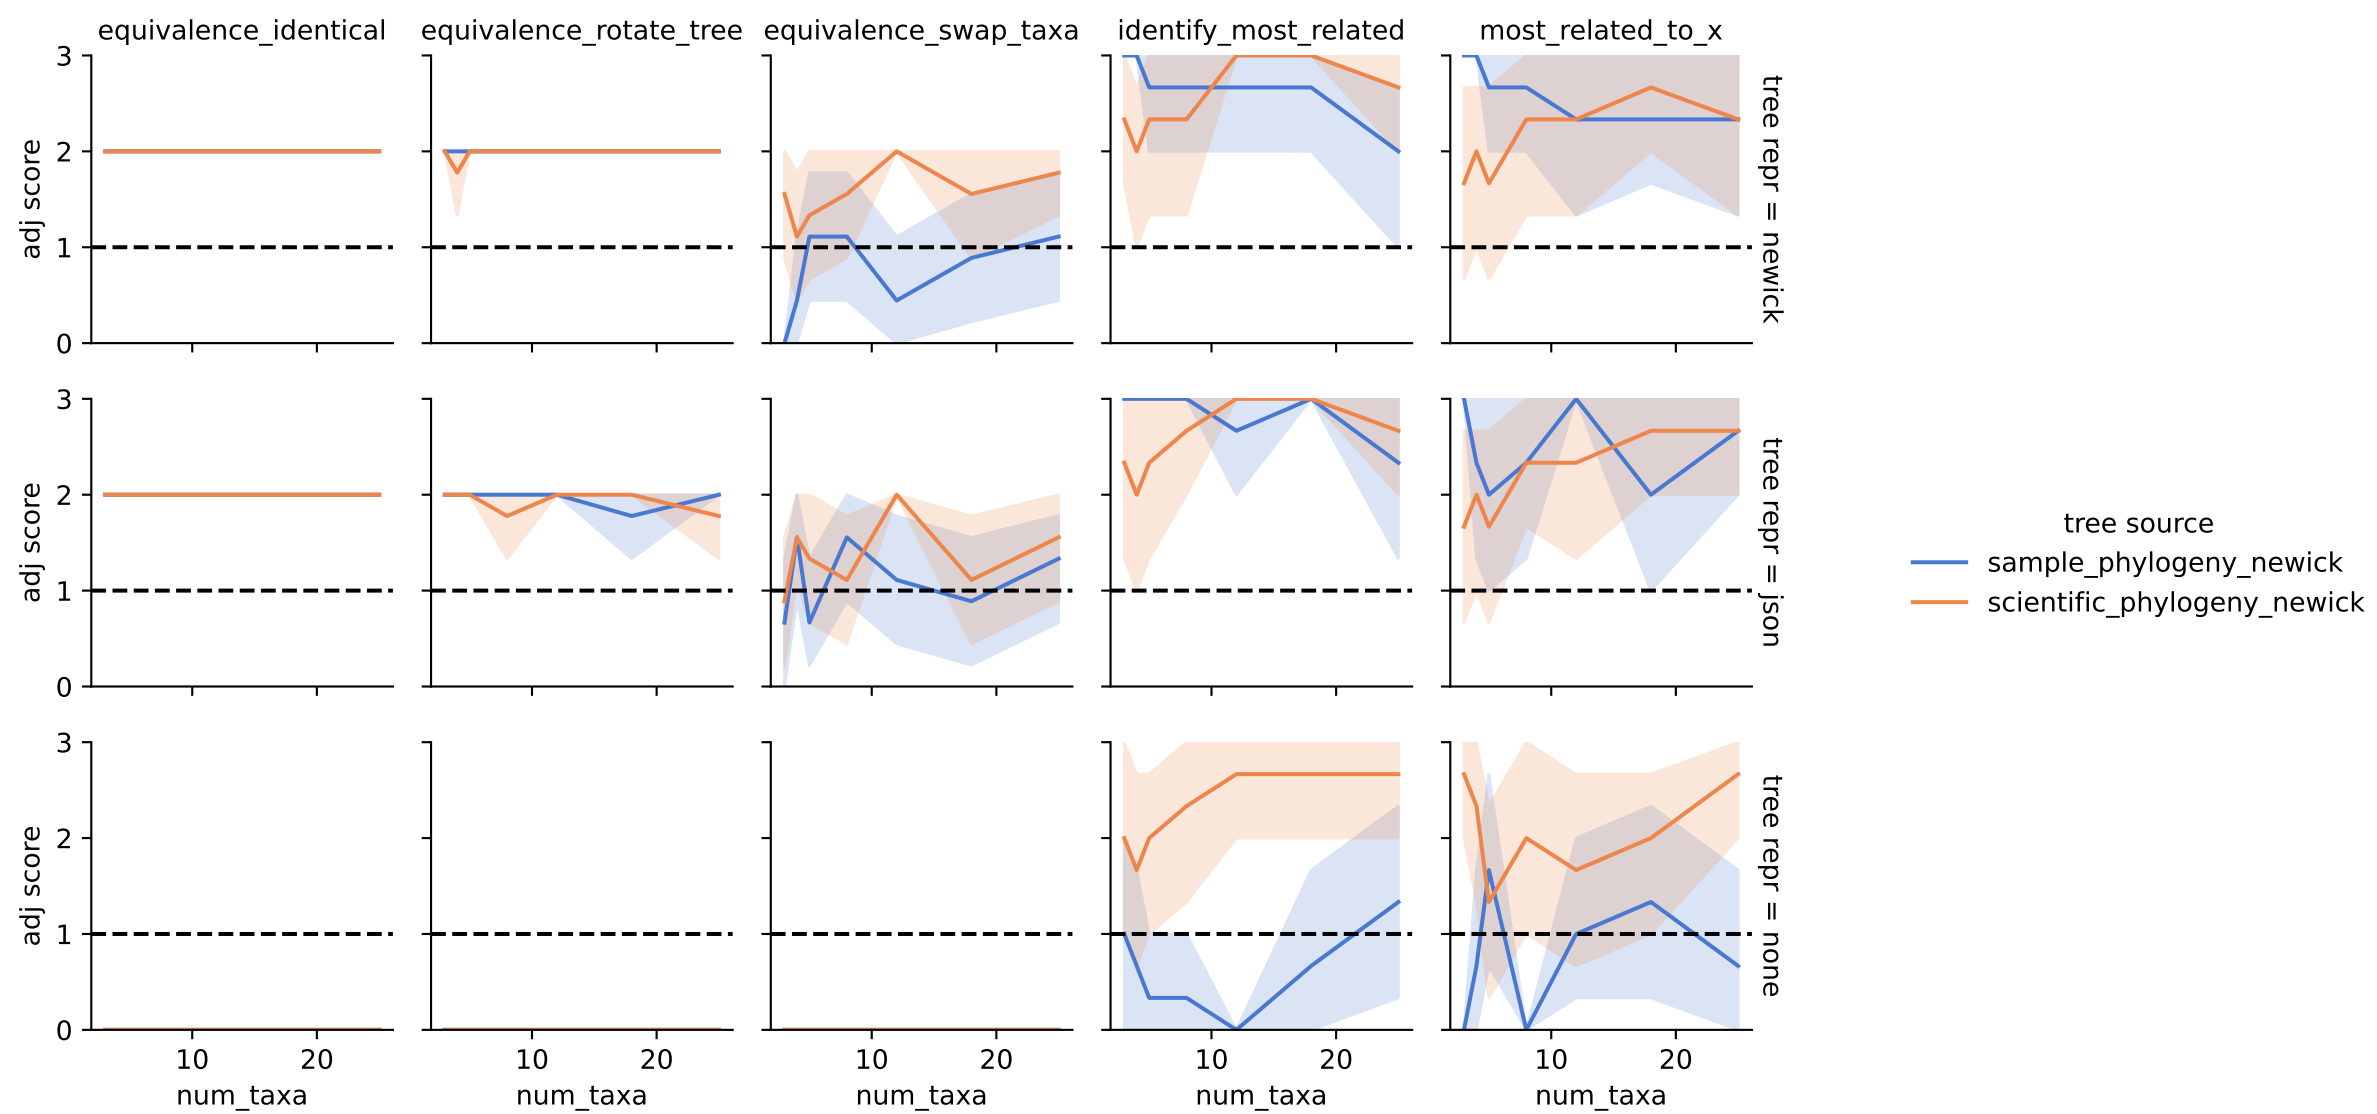 equivalence_identical equivalence_rotate_tree equivalence_swap_taxa identify_most_related most_related_to_x
3
2
1
0
adj score
tree repr = newick
3
2
1
0
adj score
tree repr = json
tree source
sample_phylogeny_newick
scientific_phylogeny_newick
3
2
1
0
adj score
tree repr = none
10 20 10 20 10 20 10 20 10 20
num_taxa num_taxa num_taxa num_taxa num_taxa